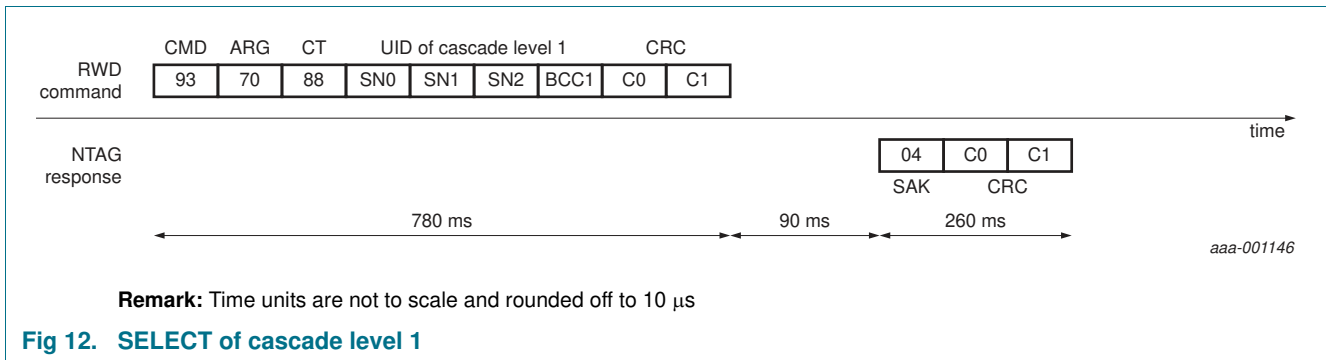 CMD ARG CT UID of cascade level 1 CRC
RWD
command
93 70 88 SN0 SN1 SN2 BCC1 C0 C1
time
NTAG
response
04 C0 C1
SAK CRC
780 ms 90 ms 260 ms
aaa-001146
Remark: Time units are not to scale and rounded off to 10 μs
Fig 12. SELECT of cascade level 1